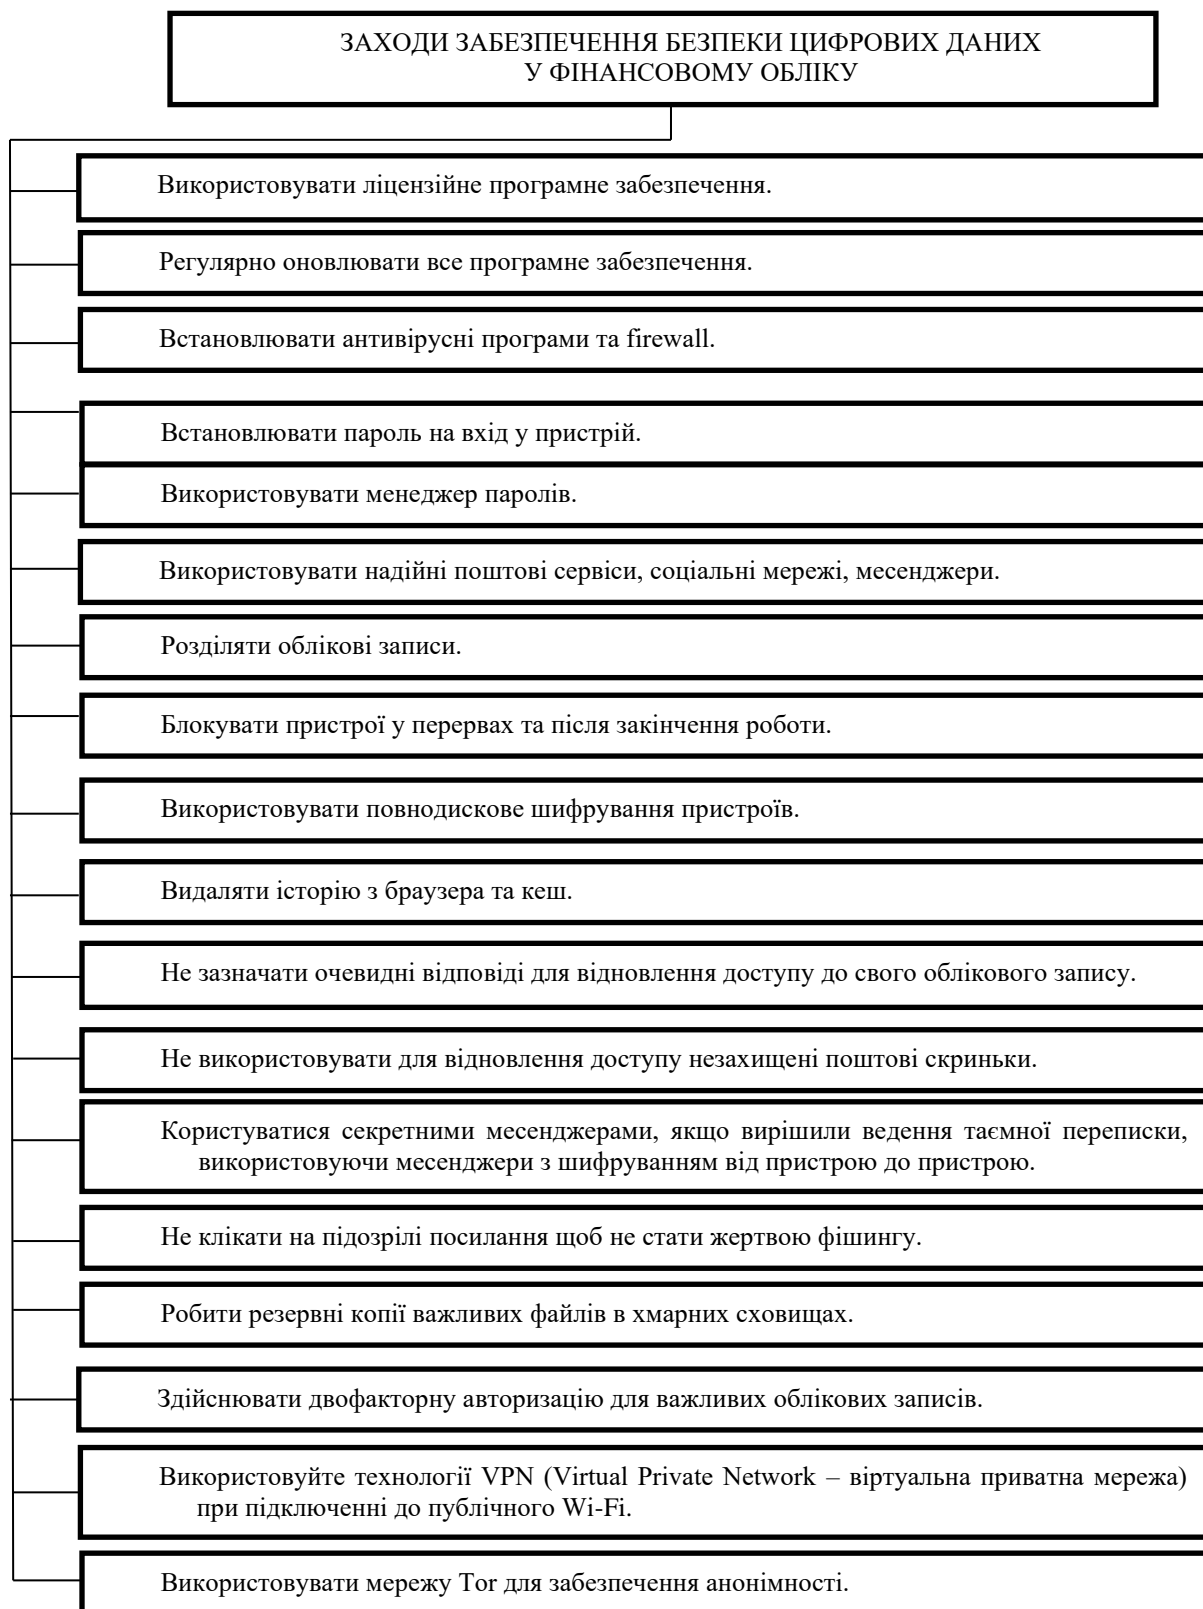 ЗАХОДИ ЗАБЕЗПЕЧЕННЯ БЕЗПЕКИ ЦИФРОВИХ ДАНИХ
У ФІНАНСОВОМУ ОБЛІКУ
Використовувати ліцензійне програмне забезпечення.
Регулярно оновлювати все програмне забезпечення.
Встановлювати антивірусні програми та firewall.
Встановлювати пароль на вхід у пристрій.
Використовувати менеджер паролів.
Використовувати надійні поштові сервіси, соціальні мережі, месенджери.
Розділяти облікові записи.
Блокувати пристрої у перервах та після закінчення роботи.
Використовувати повнодискове шифрування пристроїв.
Видаляти історію з браузера та кеш.
Не зазначати очевидні відповіді для відновлення доступу до свого облікового запису.
Не використовувати для відновлення доступу незахищені поштові скриньки.
Користуватися секретними месенджерами, якщо вирішили ведення таємної переписки,
використовуючи месенджери з шифруванням від пристрою до пристрою.
Не клікати на підозрілі посилання щоб не стати жертвою фішингу.
Робити резервні копії важливих файлів в хмарних сховищах.
Здійснювати двофакторну авторизацію для важливих облікових записів.
Використовуйте технології VPN (Virtual Private Network – віртуальна приватна мережа)
при підключенні до публічного Wi-Fi.
Використовувати мережу Tor для забезпечення анонімності.